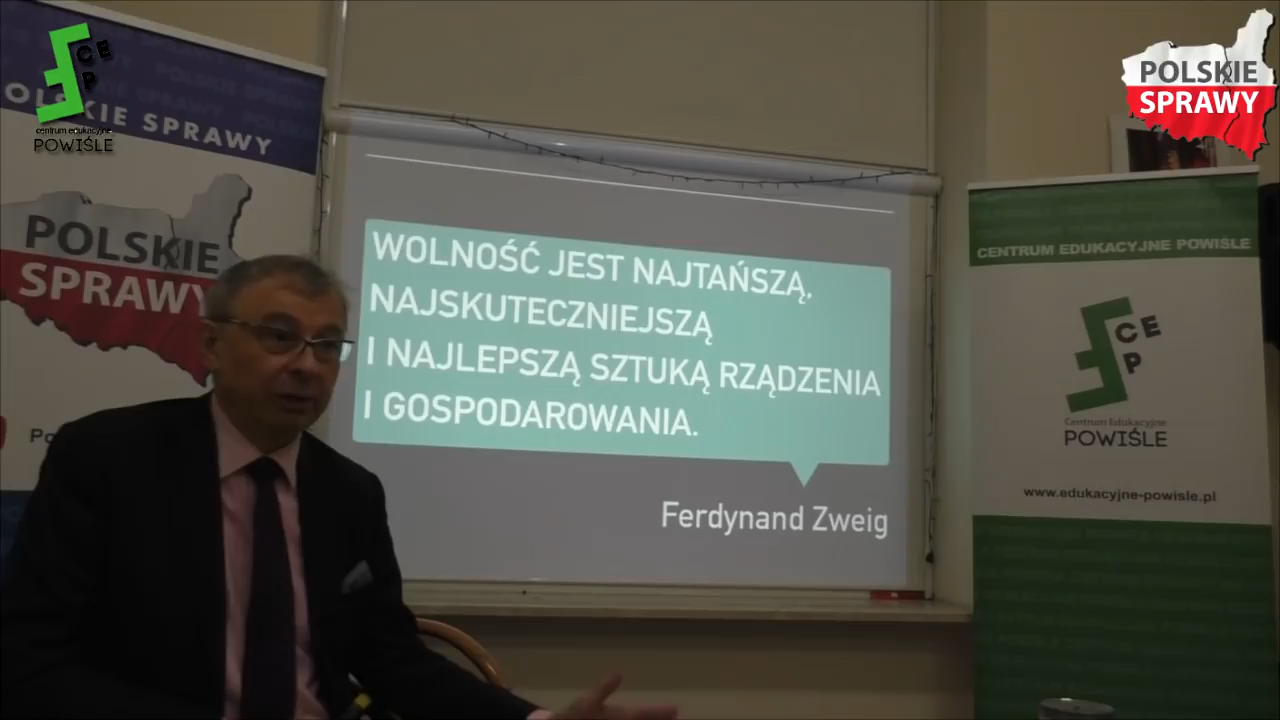 CE
P
centrum edukacyjne
POWIŚLE
POLSKIE
SPRAWY
POLSKIE SPRAWY
POLSKIE
SPRAWY
WOLNOŚĆ JEST NAJTAŃSZĄ,
NAJSKUTECZNIEJSZĄ
I NAJLEPSZĄ SZTUKĄ RZĄDZENIA
I GOSPODAROWANIA.
Ferdynand Zweig
CENTRUM EDUKACYJNE POWIŚLE
CE
P
Centrum Edukacyjne
POWIŚLE
www.edukacyjne-powisle.pl